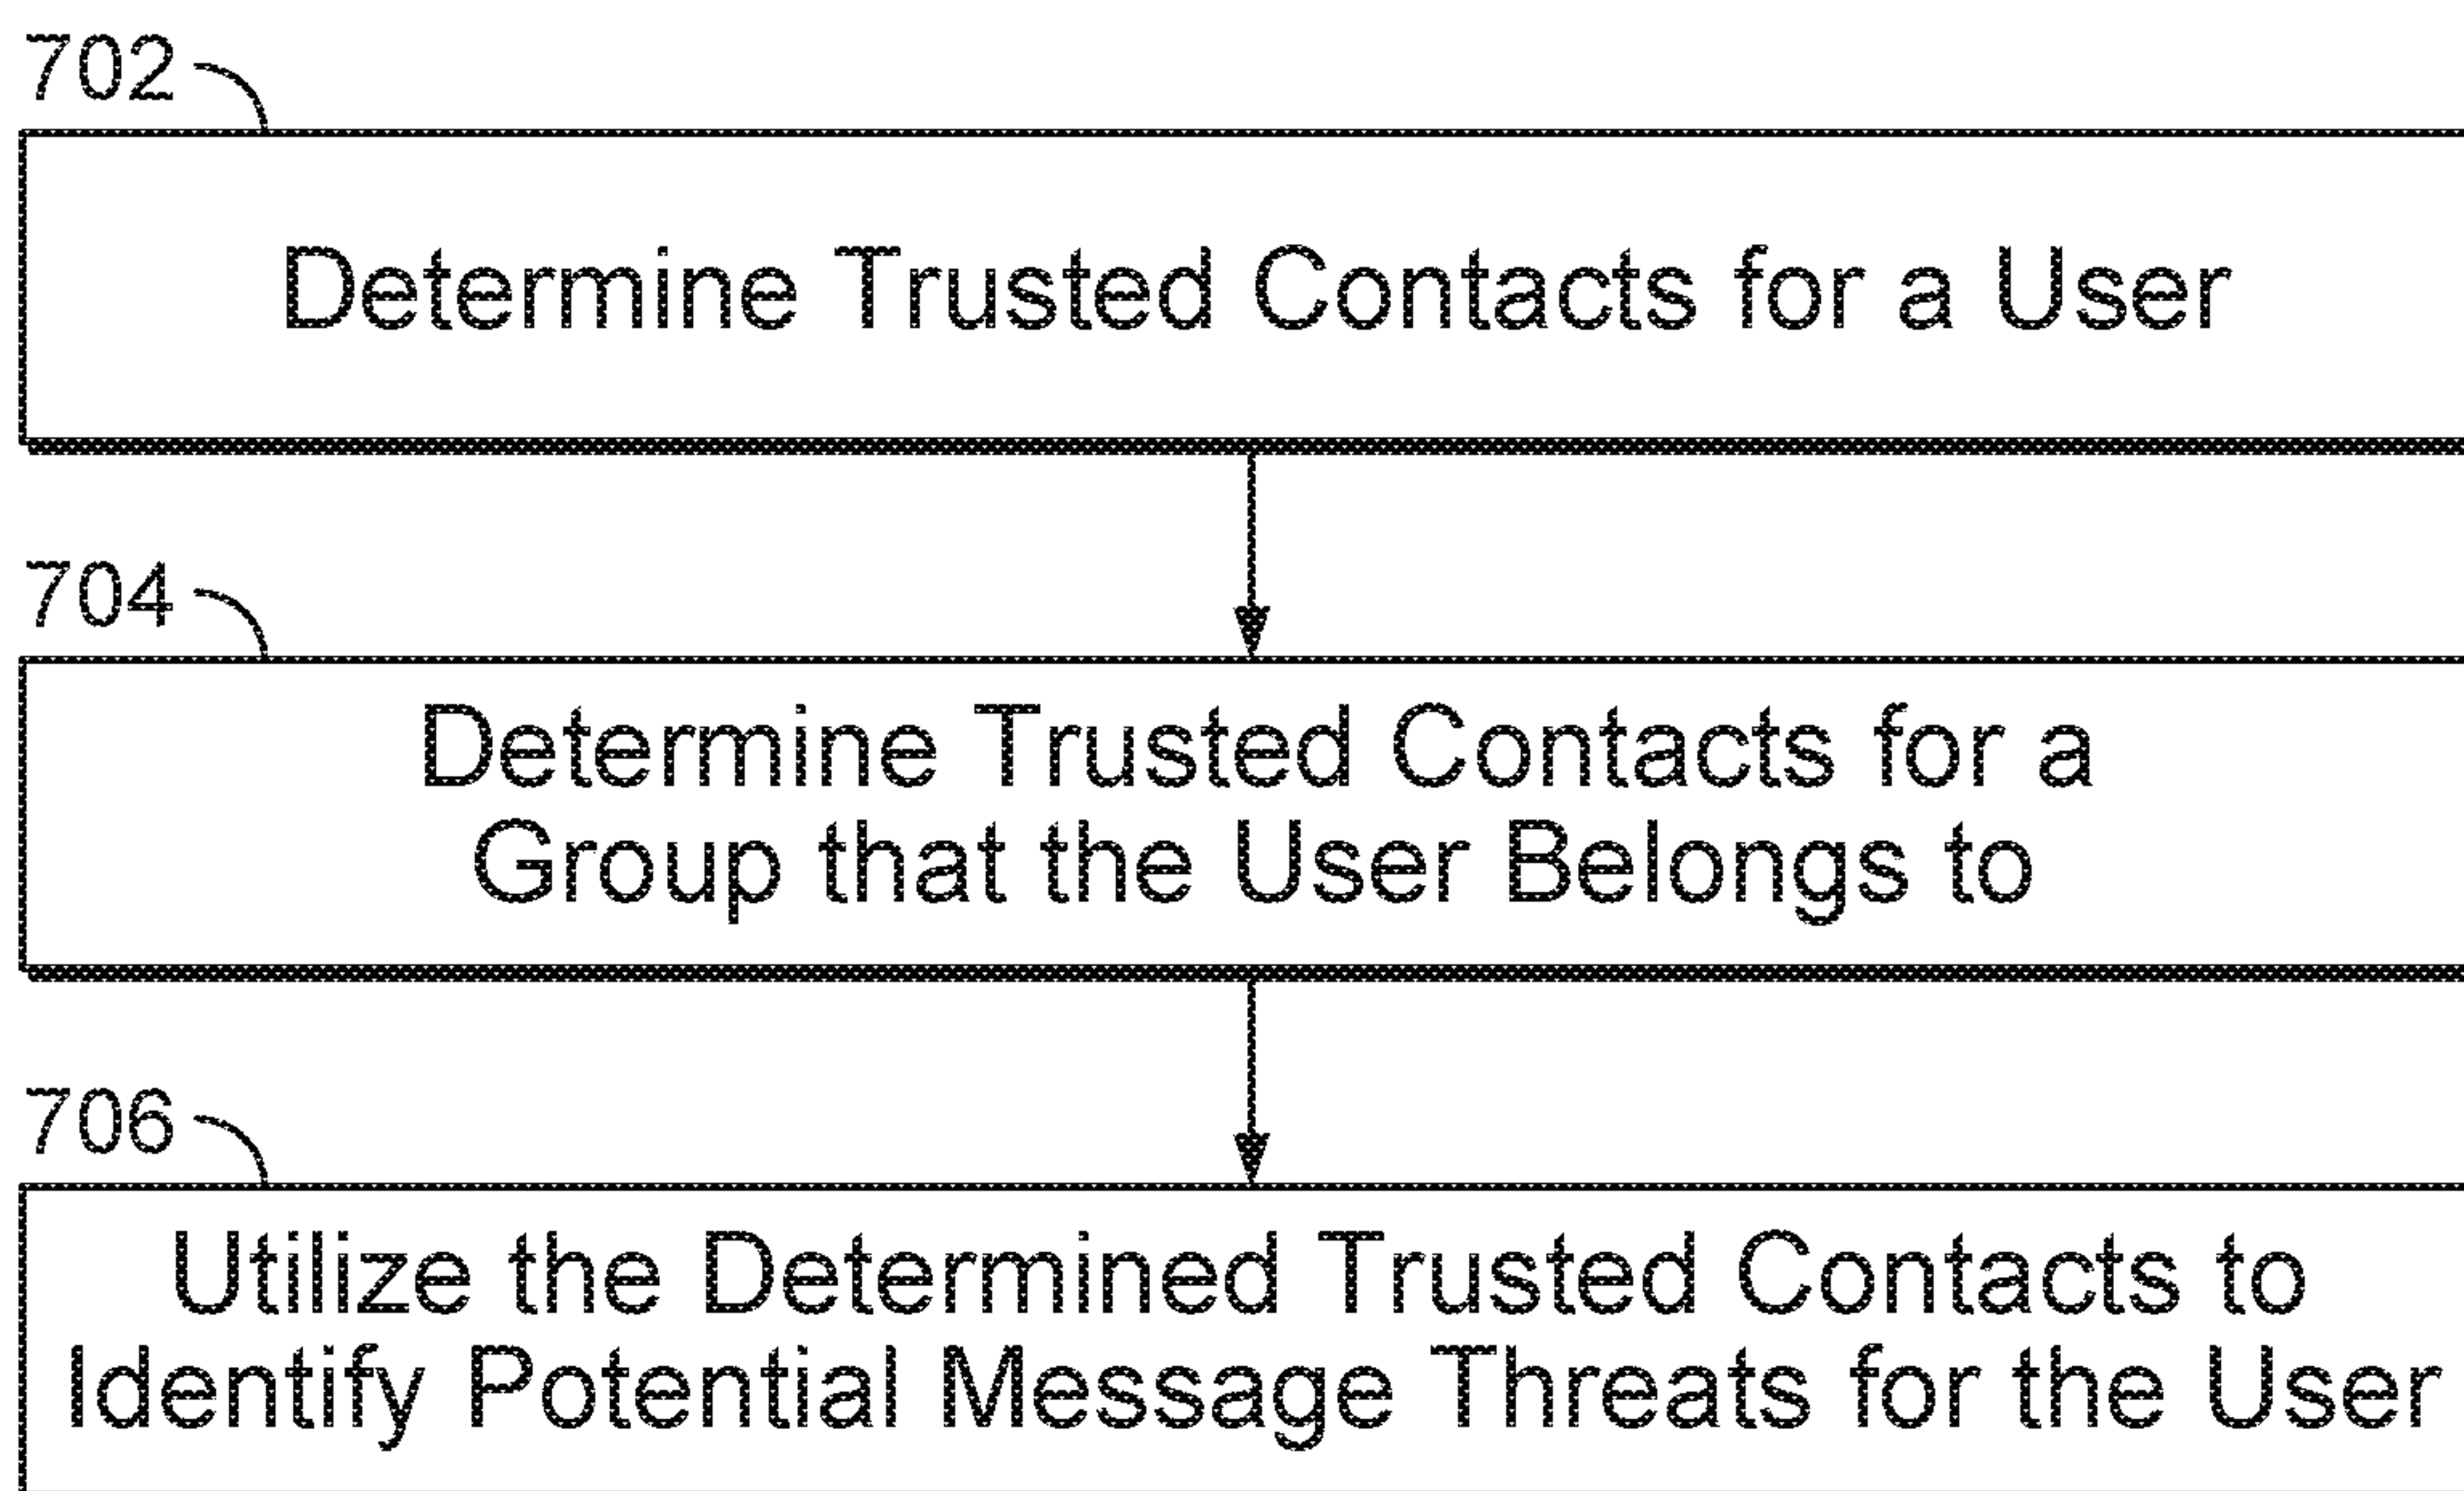 702
Determine Trusted Contacts for a User
704
Determine Trusted Contacts for a
Group that the User Belongs to
706
Utilize the Determined Trusted Contacts to
Identify Potential Message Threats for the User